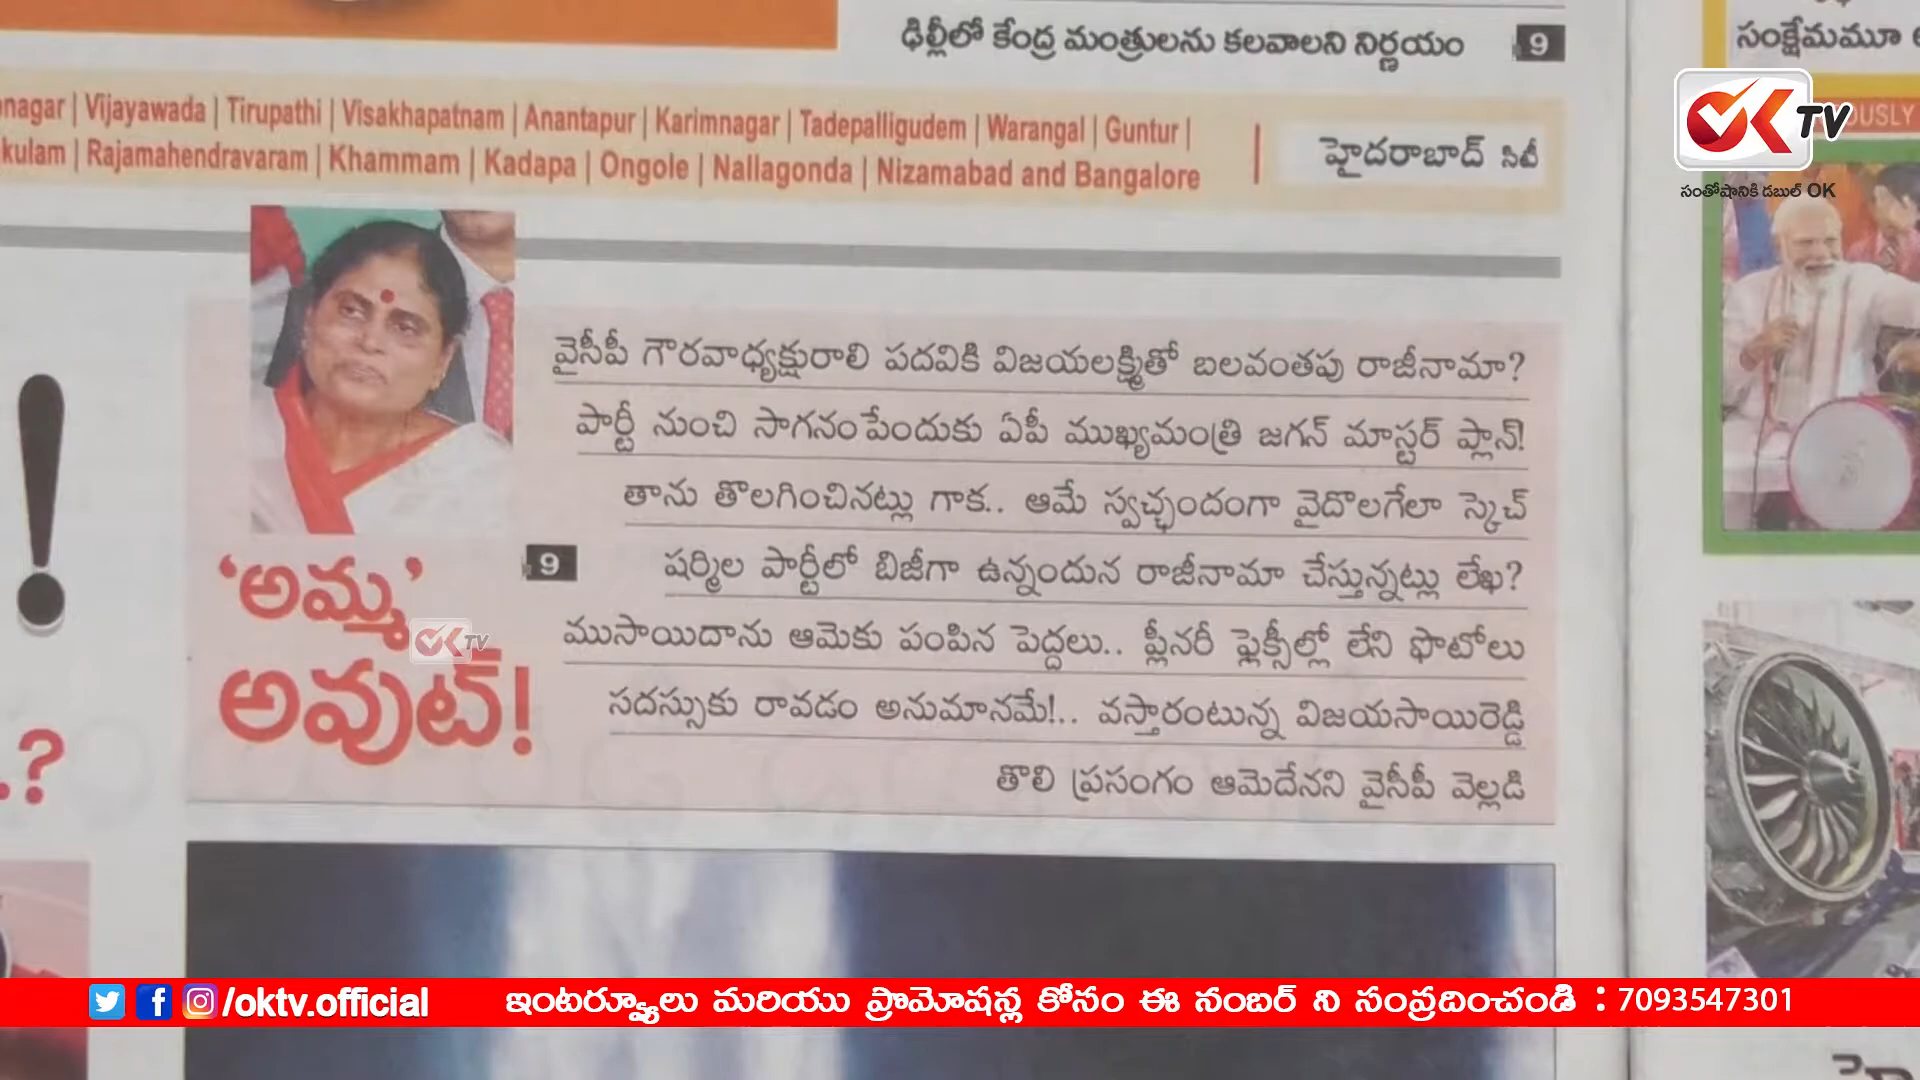 ఢిల్లీలో కేంద్ర మంత్రులను కలవాలని నిర్ణయం 9
సంక్షేమమూ
nagar | Vijayawada | Tirupathi | Visakhapatnam | Anantapur | Karimnagar | Tadepalligudem | Warangal | Guntur |
kulam | Rajamahendravaram | Khammam | Kadapa | Ongole | Nallagonda | Nizamabad and Bangalore
హైదరాబాద్ సిటీ
OK TV
సంతోషానికి డబుల్ OK
OUSLY
వైసీపీ గౌరవాధ్యక్షురాలి పదవికి విజయలక్ష్మితో బలవంతపు రాజీనామా?
పార్టీ నుంచి సాగనంపేందుకు ఏపీ ముఖ్యమంత్రి జగన్ మాస్టర్ ప్లాన్!
తాను తొలగించినట్లు గాక.. ఆమే స్వచ్ఛందంగా వైదొలగేలా స్కెచ్
షర్మిల పార్టీలో బిజీగా ఉన్నందున రాజీనామా చేస్తున్నట్లు లేఖ?
ముసాయిదాను ఆమెకు పంపిన పెద్దలు.. ప్లీనరీ ఫ్లెక్సీల్లో లేని ఫొటోలు
సదస్సుకు రావడం అనుమానమే!.. వస్తారంటున్న విజయసాయిరెడ్డి
తొలి ప్రసంగం ఆమెదేనని వైసీపీ వెల్లడి
9
‘అమ్మ’
అవుట్!
OK TV
!
..?
/oktv.official
ఇంటర్వ్యూలు మరియు ప్రొమోషన్ల కోసం ఈ నంబర్ ని సంప్రదించండి : 7093547301